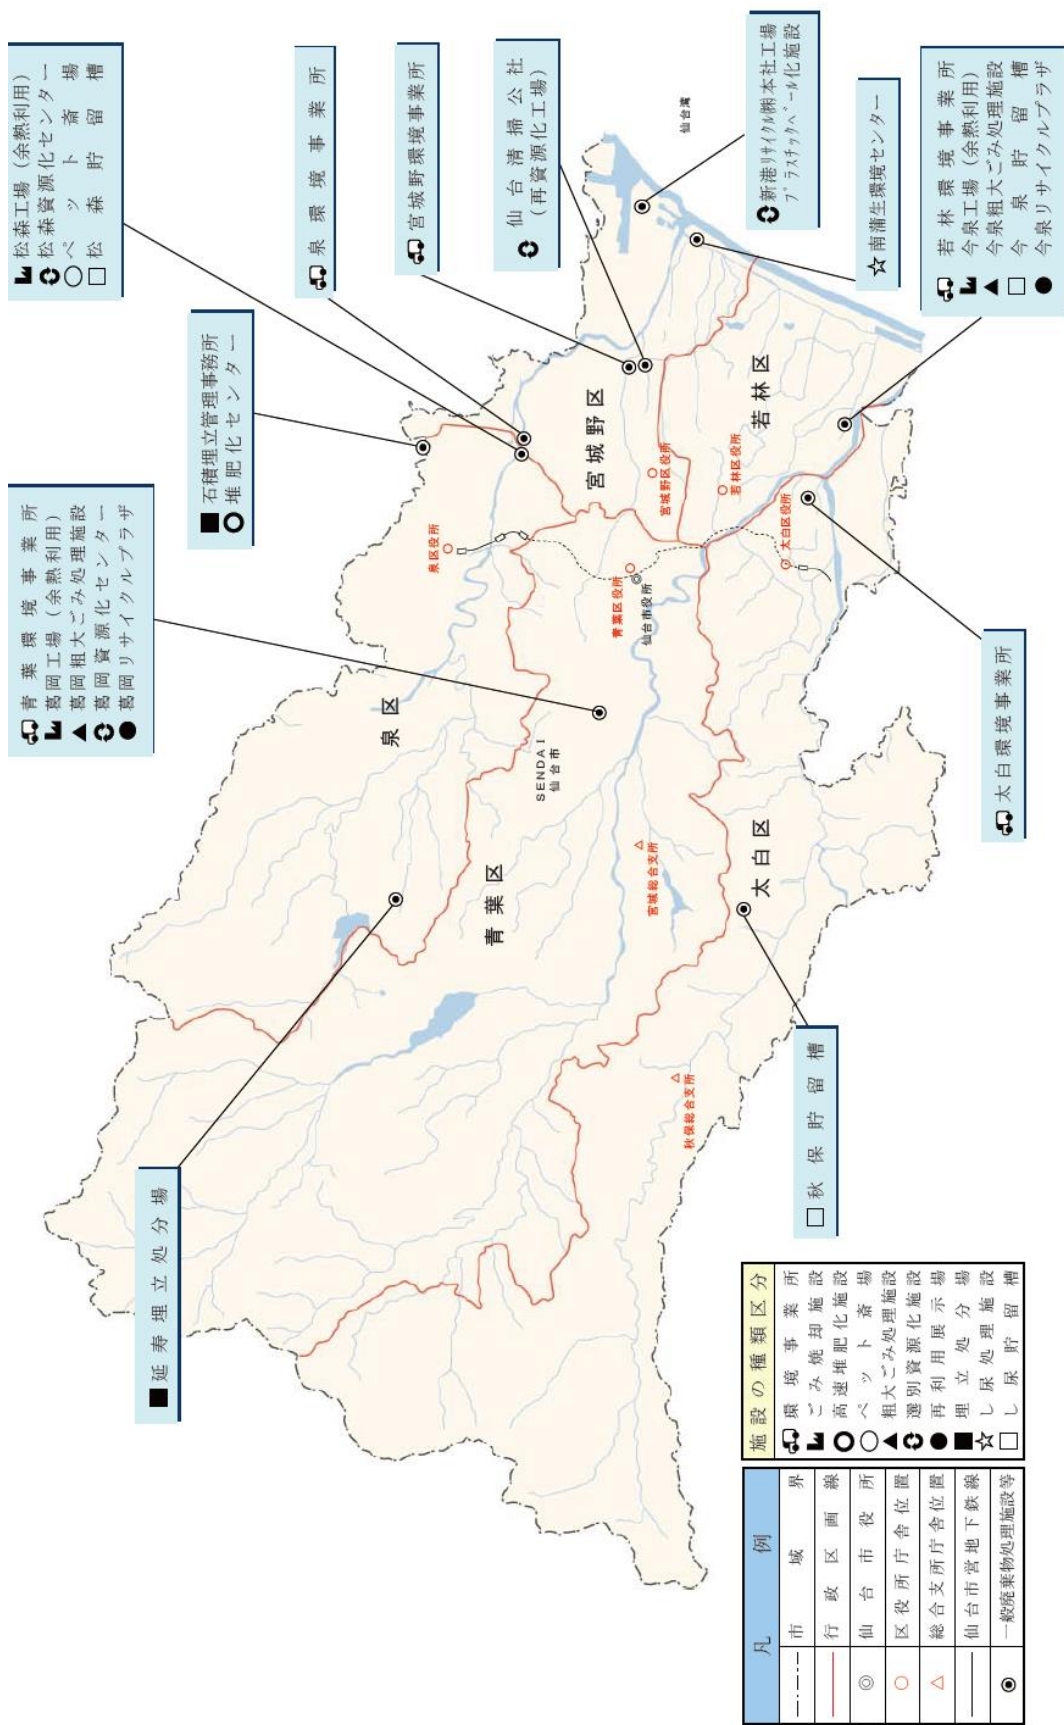 青葉環境事業所
葛岡工場（余熱利用）
葛岡粗大ごみ処理施設
葛岡資源化センター
葛岡リサイクルプラザ
松森工場（余熱利用）
松森資源化センター
ペット斎場
松森貯留槽
石積埋立管理事務所
堆肥化センター
泉環境事業所
宮城野環境事業所
仙台清掃公社
（再資源化工場）
新港リサイクル㈱本社工場
プラスチックベール化施設
南蒲生環境センター
若林環境事業所
今泉工場（余熱利用）
今泉粗大ごみ処理施設
今泉貯留槽
今泉リサイクルプラザ
太白環境事業所
秋保貯留槽
延寿埋立処分場
仙台湾
宮城野区
若林区
泉区
青葉区
太白区
SENDAI
仙台市
泉区役所
宮城野区役所
若林区役所
太白区役所
青葉区役所
仙台市役所
宮城総合支所
秋保総合支所
凡例
市域界
行政区画線
仙台市役所
区役所庁舎位置
総合支所庁舎位置
仙台市営地下鉄線
一般廃棄物処理施設等
施設の種類区分
環境事業所
ごみ焼却施設
高速堆肥化施設
ペット斎場
粗大ごみ処理施設
選別資源化施設
再利用展示場
埋立処分場
し尿処理施設
し尿貯留槽